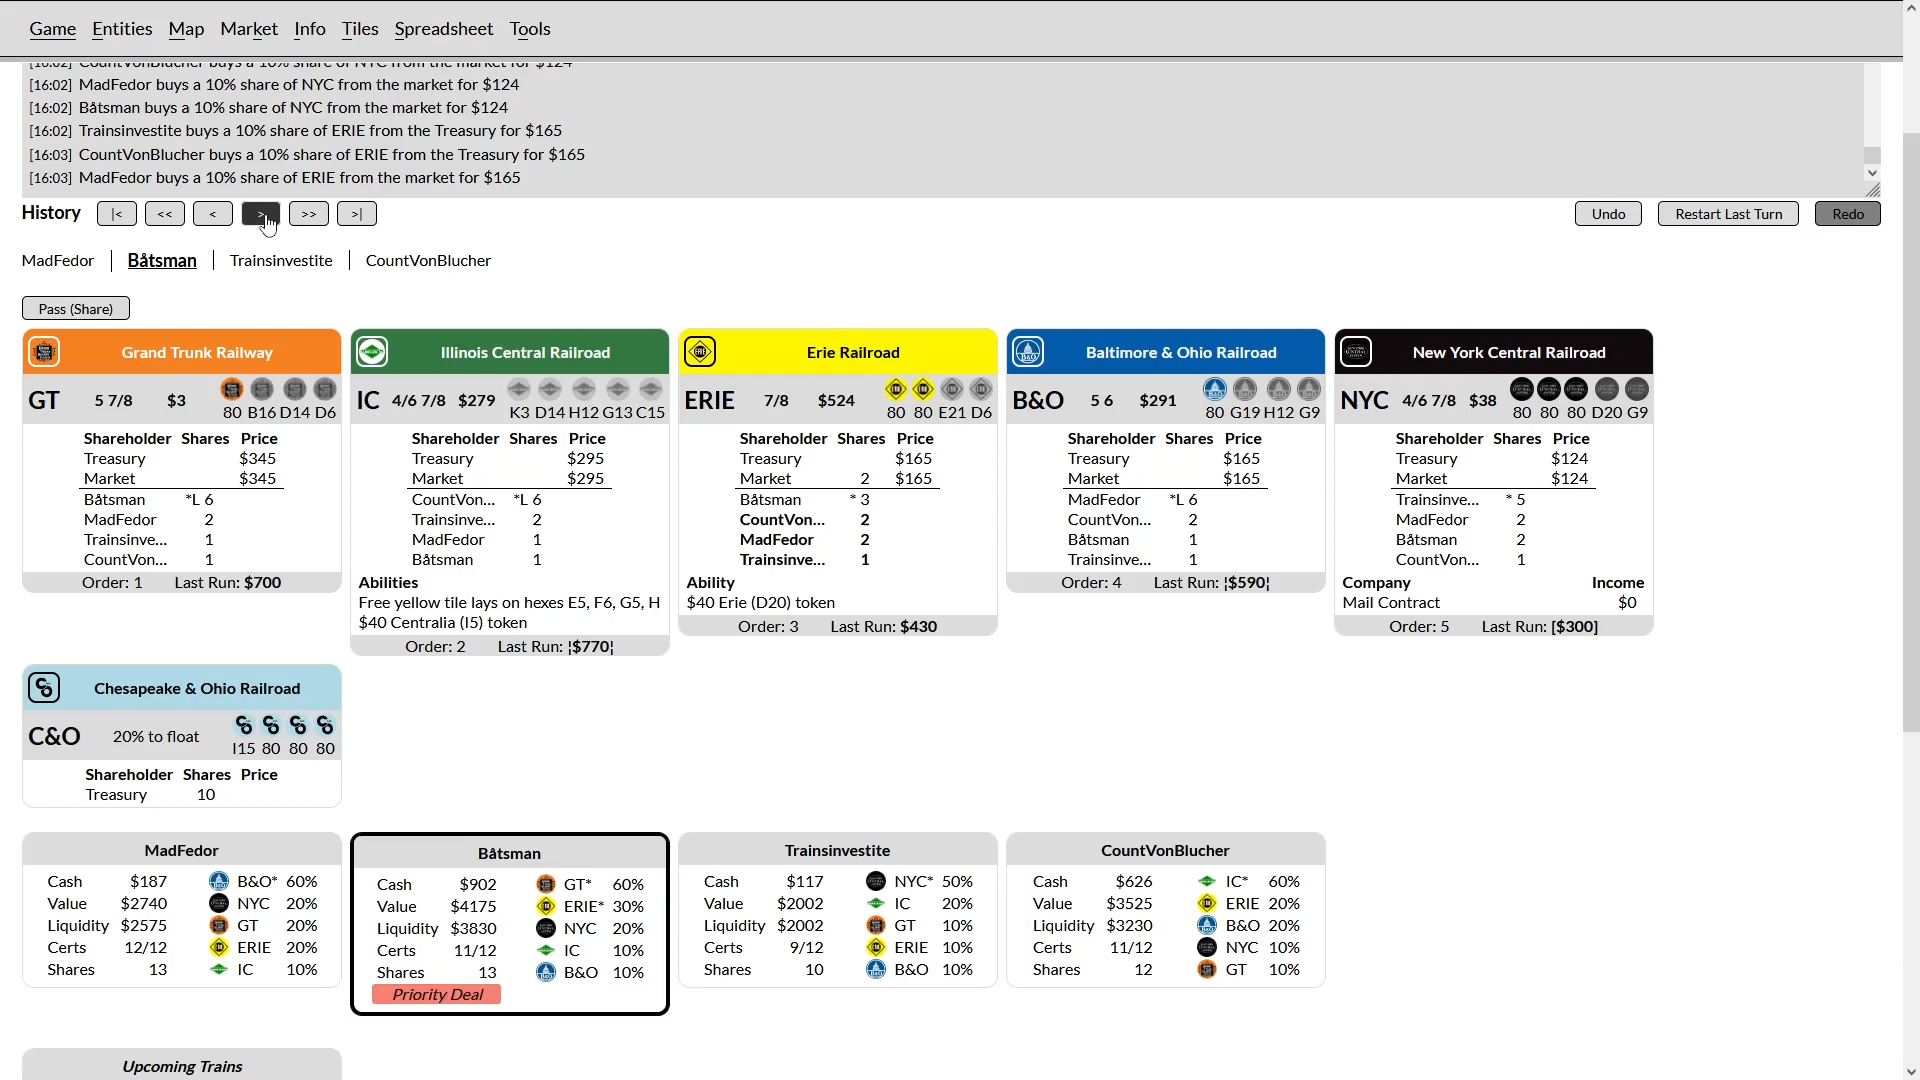 Game Entities Map Market Info Tiles Spreadsheet Tools
[16:02] CountVonBlucher buys a 10% share of NYC from the market for $124
[16:02] MadFedor buys a 10% share of NYC from the market for $124
[16:02] Båtsman buys a 10% share of NYC from the market for $124
[16:02] Trainsinvestite buys a 10% share of ERIE from the Treasury for $165
[16:03] CountVonBlucher buys a 10% share of ERIE from the Treasury for $165
[16:03] MadFedor buys a 10% share of ERIE from the market for $165
History |< << < > >> >| Undo Restart Last Turn Redo
MadFedor Båtsman Trainsinvestite CountVonBlucher
Pass (Share)
Grand Trunk Railway
GT 5 7/8 $3 80 B16 D14 D6
Shareholder Shares Price
Treasury $345
Market $345
Båtsman *L 6
MadFedor 2
Trainsinve... 1
CountVon... 1
Order: 1 Last Run: $700
Illinois Central Railroad
IC 4/6 7/8 $279 K3 D14 H12 G13 C15
Shareholder Shares Price
Treasury $295
Market $295
CountVon... *L 6
Trainsinve... 2
MadFedor 1
Båtsman 1
Abilities
Free yellow tile lays on hexes E5, F6, G5, H
$40 Centralia (I5) token
Order: 2 Last Run: ¦$770¦
Erie Railroad
ERIE 7/8 $524 80 80 E21 D6
Shareholder Shares Price
Treasury $165
Market 2 $165
Båtsman * 3
CountVon... 2
MadFedor 2
Trainsinve... 1
Ability
$40 Erie (D20) token
Order: 3 Last Run: $430
Baltimore & Ohio Railroad
B&O 5 6 $291 80 G19 H12 G9
Shareholder Shares Price
Treasury $165
Market $165
MadFedor *L 6
CountVon... 2
Båtsman 1
Trainsinve... 1
Order: 4 Last Run: ¦$590¦
New York Central Railroad
NYC 4/6 7/8 $38 80 80 80 D20 G9
Shareholder Shares Price
Treasury $124
Market $124
Trainsinve... * 5
MadFedor 2
Båtsman 2
CountVon... 1
Company Income
Mail Contract $0
Order: 5 Last Run: [$300]
Chesapeake & Ohio Railroad
C&O 20% to float I15 80 80 80
Shareholder Shares Price
Treasury 10
MadFedor
Cash $187 B&O* 60%
Value $2740 NYC 20%
Liquidity $2575 GT 20%
Certs 12/12 ERIE 20%
Shares 13 IC 10%
Båtsman
Cash $902 GT* 60%
Value $4175 ERIE* 30%
Liquidity $3830 NYC 20%
Certs 11/12 IC 10%
Shares 13 B&O 10%
Priority Deal
Trainsinvestite
Cash $117 NYC* 50%
Value $2002 IC 20%
Liquidity $2002 GT 10%
Certs 9/12 ERIE 10%
Shares 10 B&O 10%
CountVonBlucher
Cash $626 IC* 60%
Value $3525 ERIE 20%
Liquidity $3230 B&O 20%
Certs 11/12 NYC 10%
Shares 12 GT 10%
Upcoming Trains